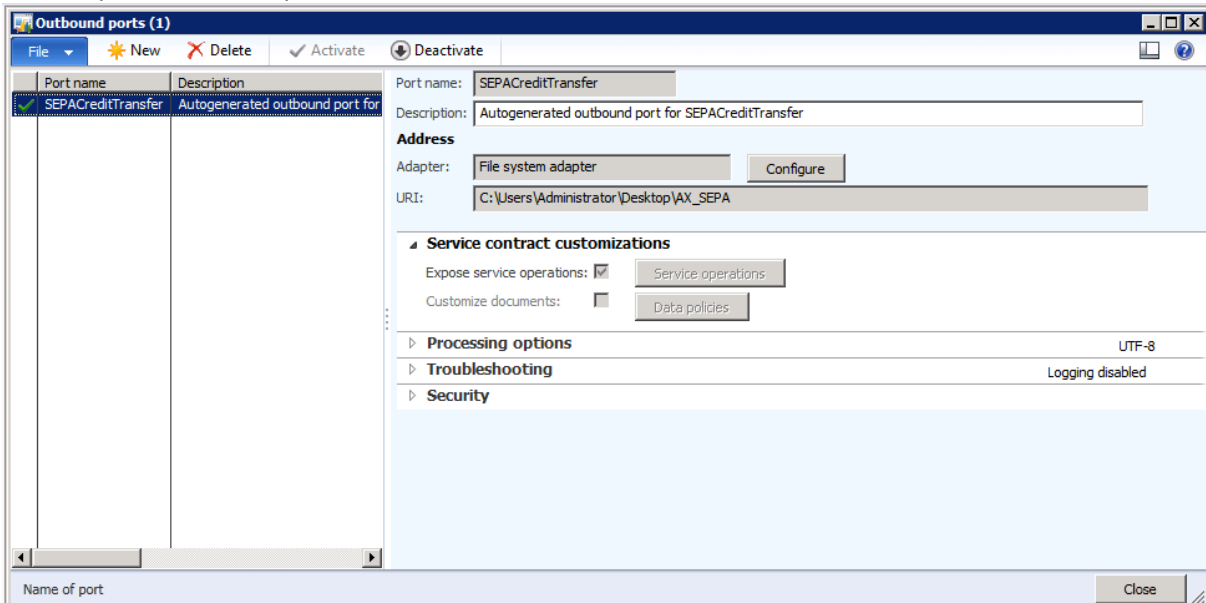 Outbound ports (1)
File New Delete Activate Deactivate
Port name Description
SEPACreditTransfer Autogenerated outbound port for
Port name: SEPACreditTransfer
Description: Autogenerated outbound port for SEPACreditTransfer
Address
Adapter: File system adapter Configure
URI: C:\Users\Administrator\Desktop\AX_SEPA
Service contract customizations
Expose service operations: Service operations
Customize documents: Data policies
Processing options UTF-8
Troubleshooting Logging disabled
Security
Name of port Close